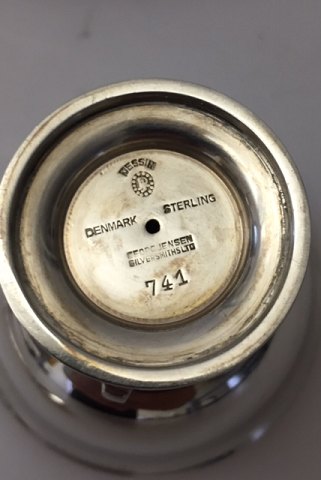 DESSIN
DENMARK STERLING
GEORG JENSEN
SILVERSMITHS LTD
741